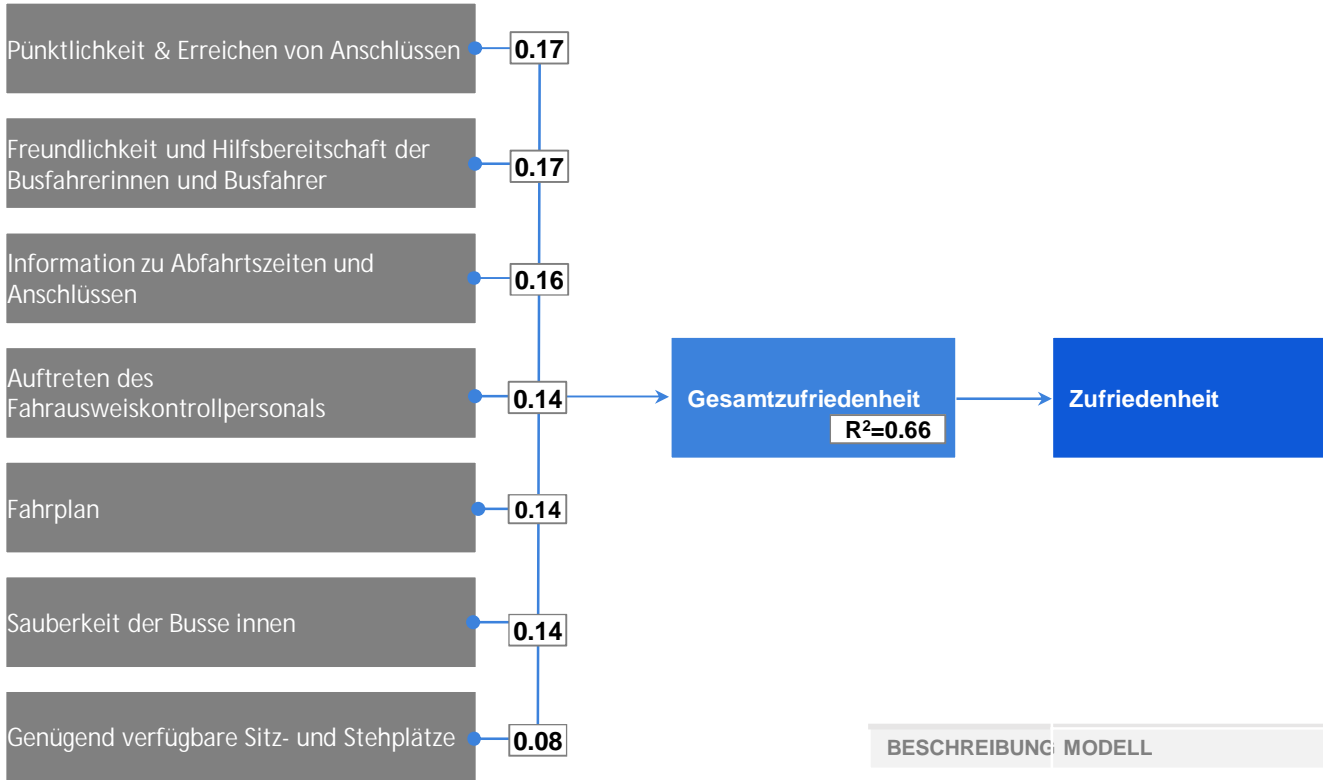 Pünktlichkeit & Erreichen von Anschlüssen
0.17
Freundlichkeit und Hilfsbereitschaft der
Busfahrerinnen und Busfahrer
0.17
Information zu Abfahrtszeiten und
Anschlüssen
0.16
Auftreten des
Fahrausweiskontrollpersonals
0.14
Gesamtzufriedenheit
R²=0.66
Zufriedenheit
Fahrplan
0.14
Sauberkeit der Busse innen
0.14
Genügend verfügbare Sitz- und Stehplätze
0.08
BESCHREIBUNG MODELL